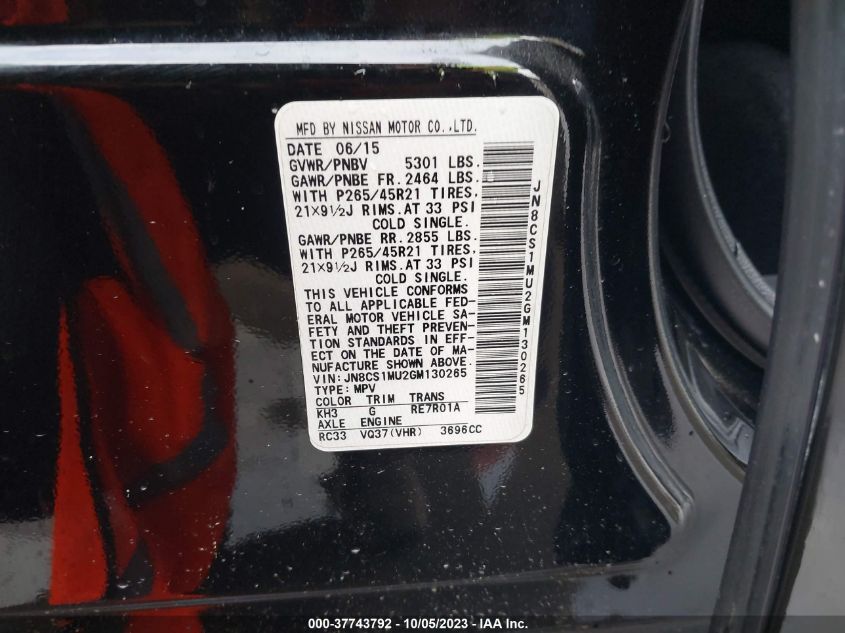 MFD BY NISSAN MOTOR CO.,LTD.
DATE 06/15
GVWR/PNBV 5301 LBS.
GAWR/PNBE FR. 2464 LBS.
WITH P265/45R21 TIRES,
21×9½J RIMS. AT 33 PSI
COLD SINGLE.
GAWR/PNBE RR. 2855 LBS.
WITH P265/45R21 TIRES,
21×9½J RIMS. AT 33 PSI
COLD SINGLE.
THIS VEHICLE CONFORMS
TO ALL APPLICABLE FED-
ERAL MOTOR VEHICLE SA-
FETY AND THEFT PREVEN-
TION STANDARDS IN EFF-
ECT ON THE DATE OF MA-
NUFACTURE SHOWN ABOVE.
VIN: JN8CS1MU2GM130265
TYPE: MPV
COLOR TRIM TRANS
KH3 G RE7R01A
AXLE ENGINE
RC33 VQ37(VHR) 3696CC
JN8CS1MU2GM130265
000-37743792 - 10/05/2023 - IAA Inc.